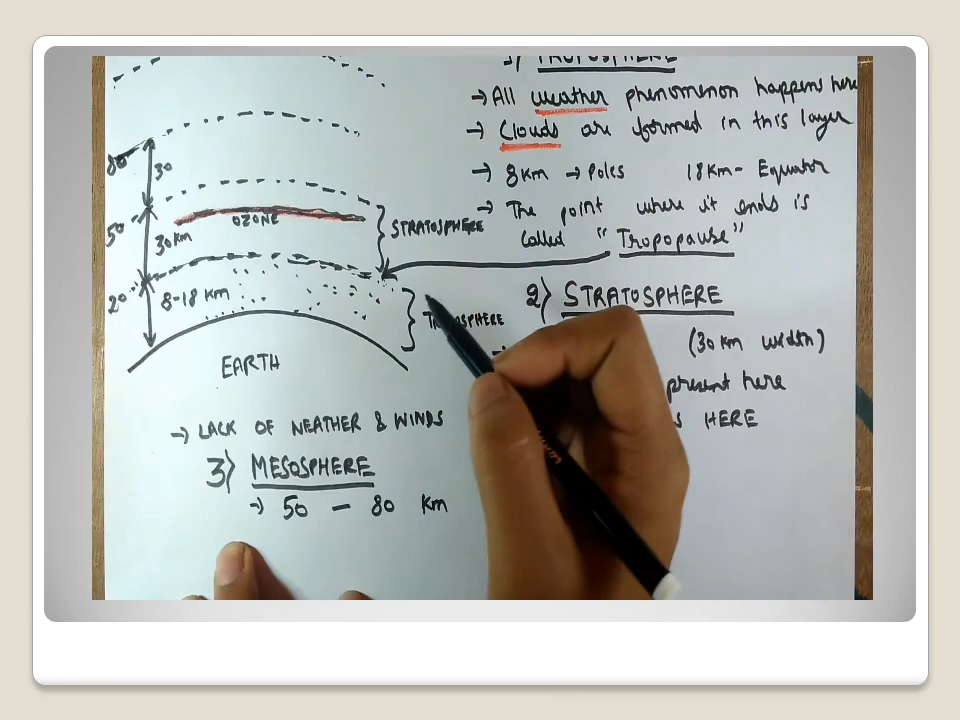 1) TROPOSPHERE
→ All weather phenomenon happens here
→ Clouds are formed in this layer
→ 8km → Poles 18km - Equator
→ The point where it ends is
called "Tropopause"
2) STRATOSPHERE
(30 km width)
present here
HERE
80
30
50
30 km
OZONE
STRATOSPHERE
20
8-18 km
EARTH
→ LACK OF WEATHER & WINDS
3) MESOSPHERE
→ 50 - 80 km